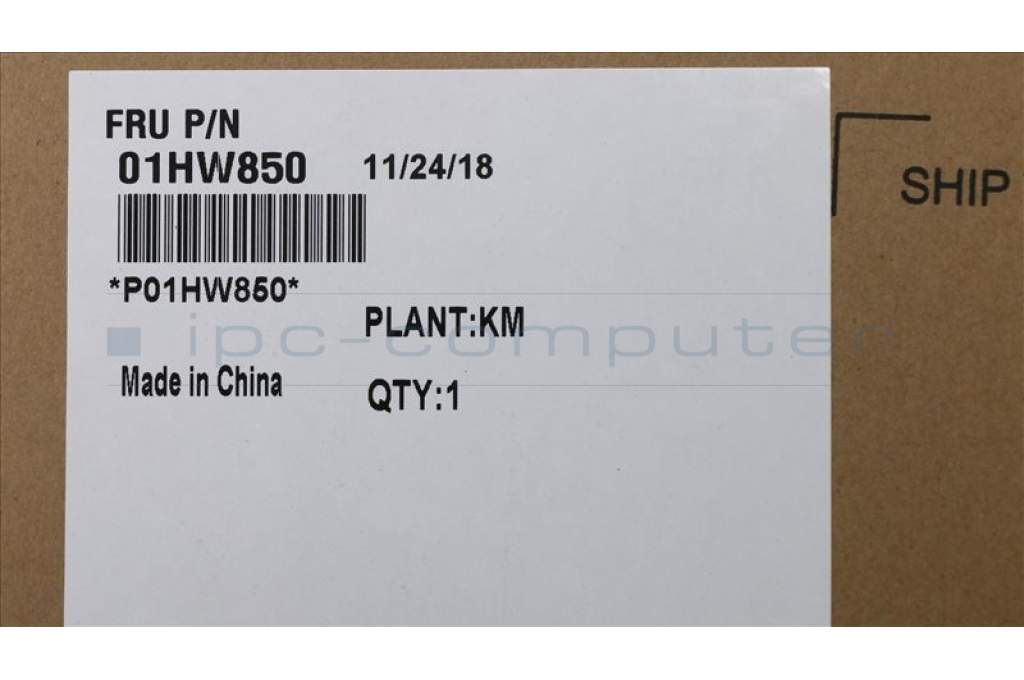 FRU P/N
01HW850 11/24/18
*P01HW850*
PLANT:KM
ipc-computer
Made in China
QTY:1
SHIP